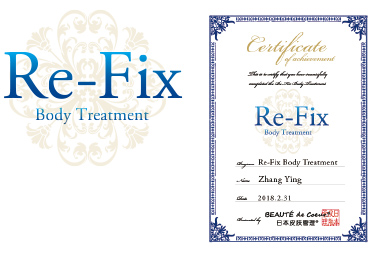 Re-Fix
Body Treatment
Certificate
of achievement
This is to certify that you have successfully
completed the Re-Fix Body Treatment
Re-Fix
Body Treatment
Re-Fix Body Treatment
Name Zhang Ying
Date 2018.2.31
Presented by BEAUTÉ de Coeur®
日本皮肤管理®